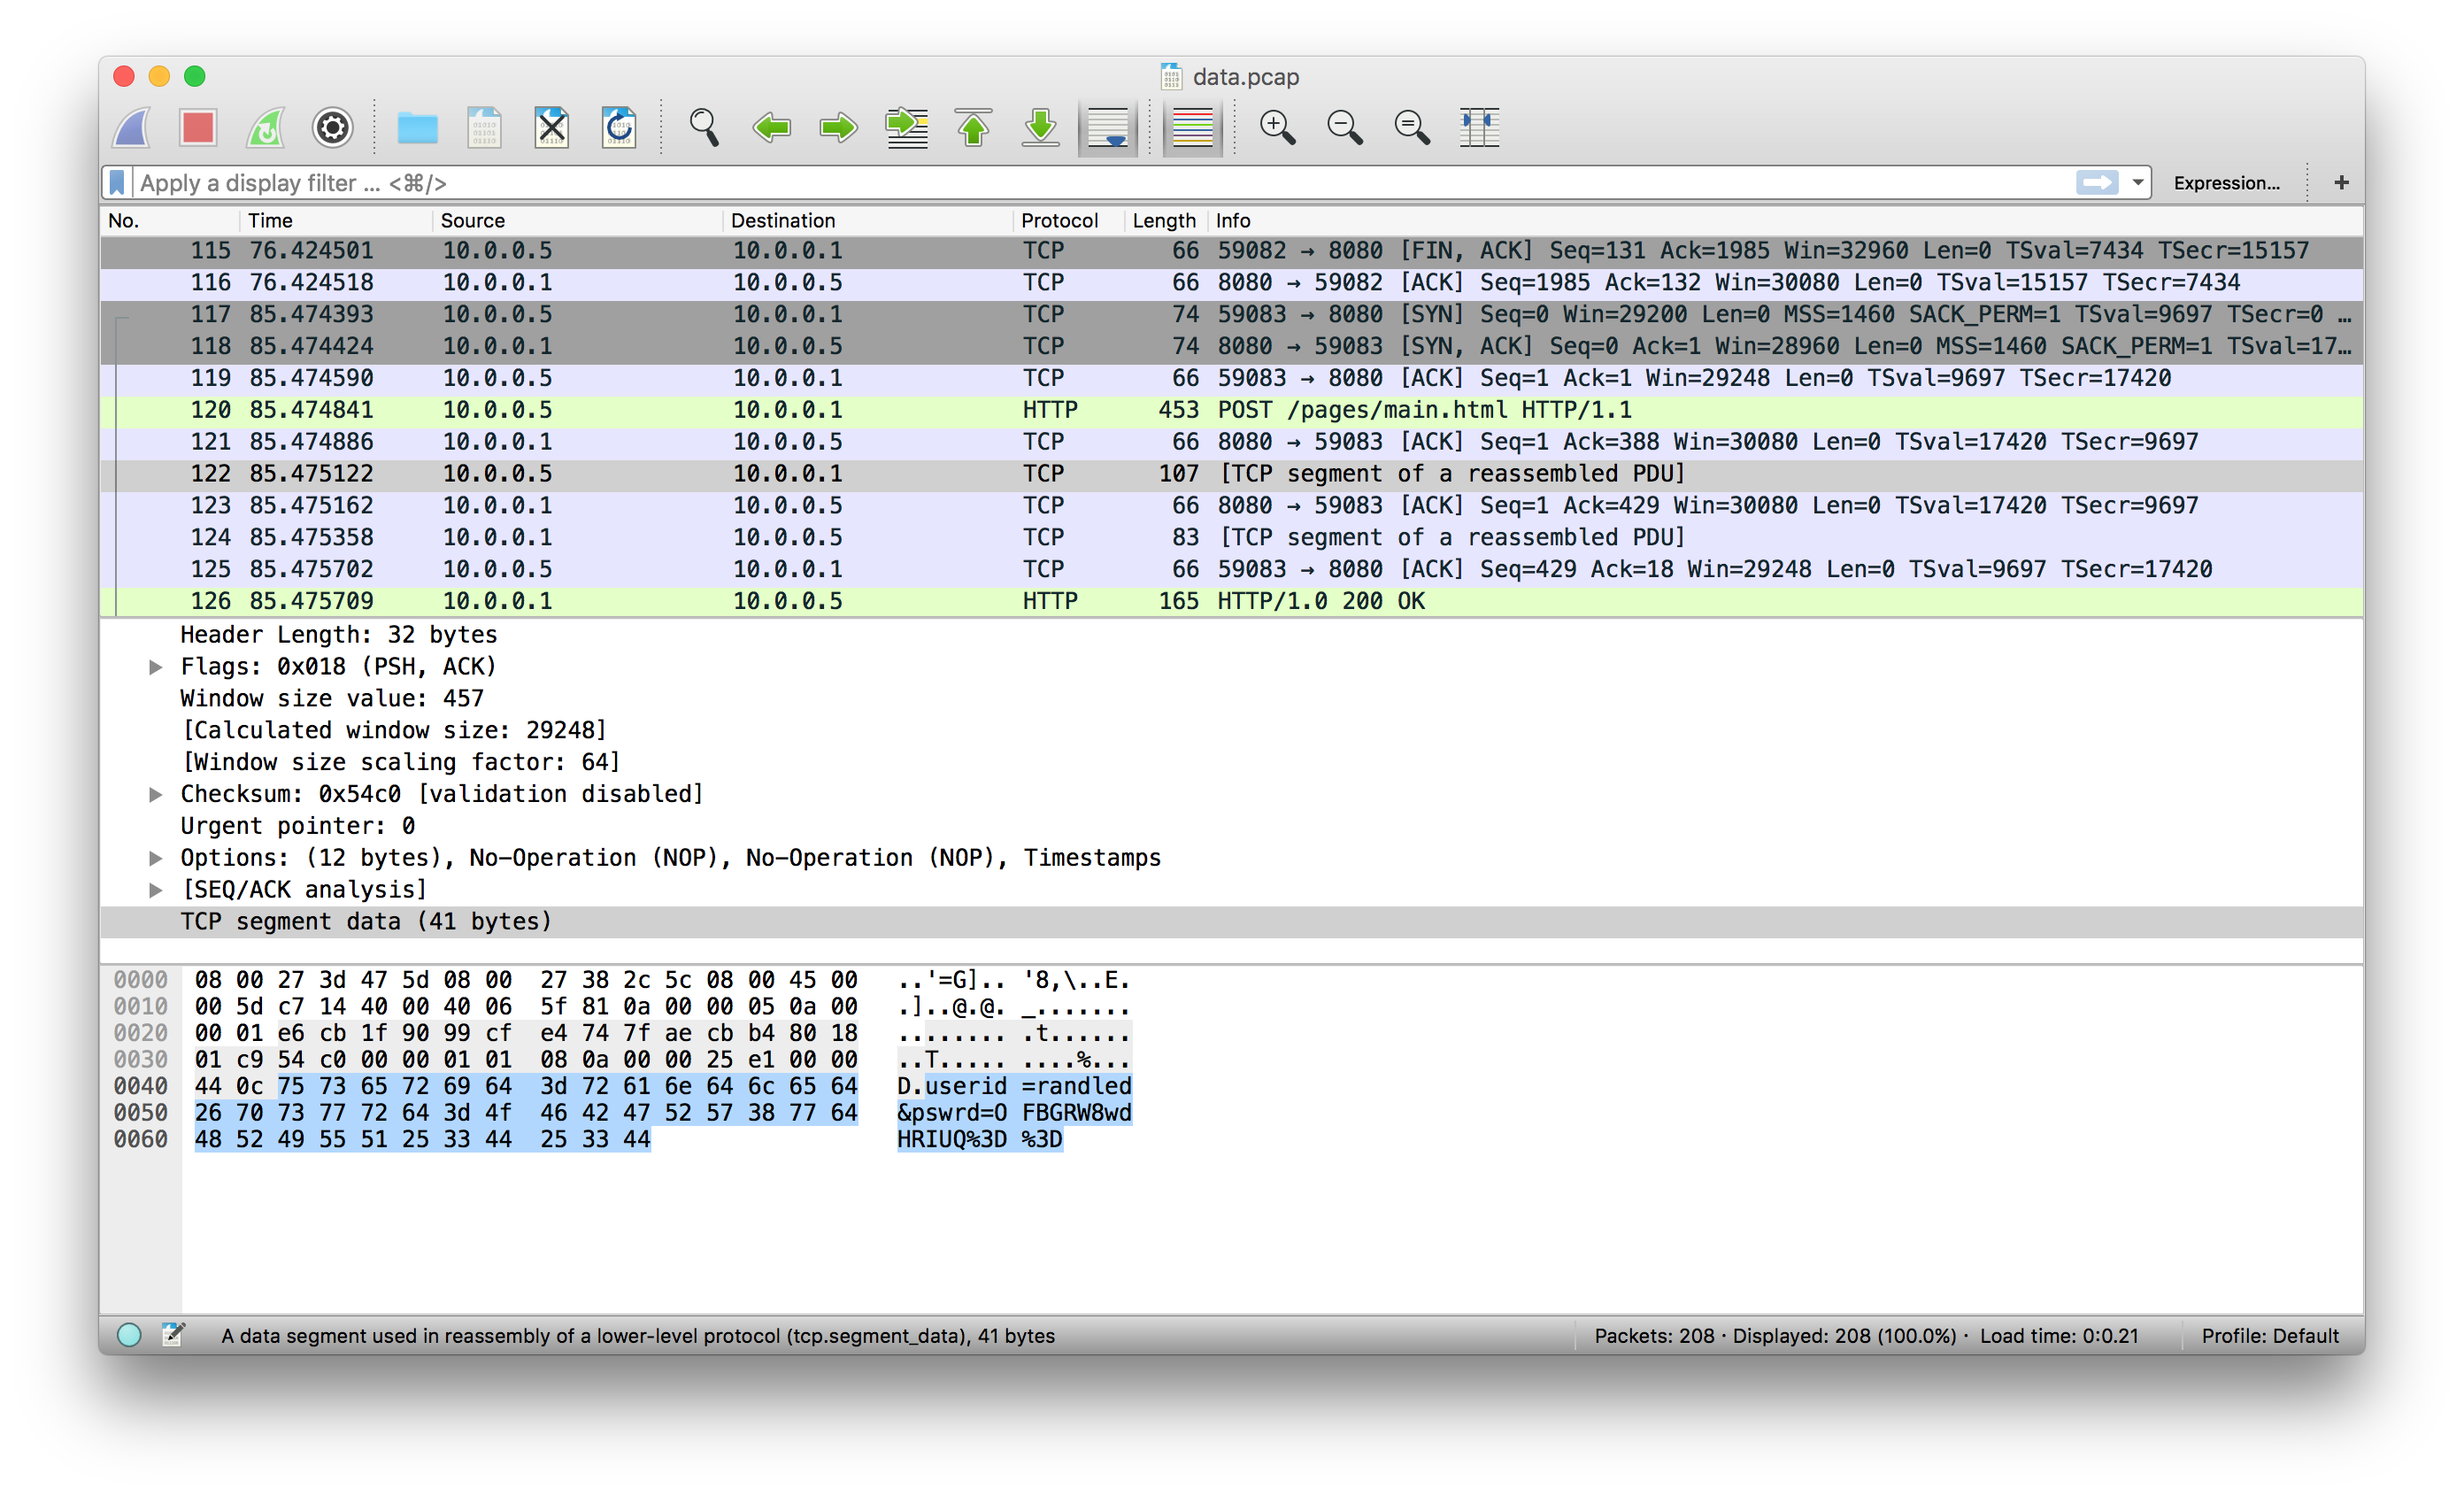 data.pcap
Apply a display filter ... <⌘/>
Expression...
+
No. Time Source Destination Protocol Length Info
115 76.424501 10.0.0.5 10.0.0.1 TCP 66 59082 → 8080 [FIN, ACK] Seq=131 Ack=1985 Win=32960 Len=0 TSval=7434 TSecr=15157
116 76.424518 10.0.0.1 10.0.0.5 TCP 66 8080 → 59082 [ACK] Seq=1985 Ack=132 Win=30080 Len=0 TSval=15157 TSecr=7434
117 85.474393 10.0.0.5 10.0.0.1 TCP 74 59083 → 8080 [SYN] Seq=0 Win=29200 Len=0 MSS=1460 SACK_PERM=1 TSval=9697 TSecr=0 …
118 85.474424 10.0.0.1 10.0.0.5 TCP 74 8080 → 59083 [SYN, ACK] Seq=0 Ack=1 Win=28960 Len=0 MSS=1460 SACK_PERM=1 TSval=17…
119 85.474590 10.0.0.5 10.0.0.1 TCP 66 59083 → 8080 [ACK] Seq=1 Ack=1 Win=29248 Len=0 TSval=9697 TSecr=17420
120 85.474841 10.0.0.5 10.0.0.1 HTTP 453 POST /pages/main.html HTTP/1.1
121 85.474886 10.0.0.1 10.0.0.5 TCP 66 8080 → 59083 [ACK] Seq=1 Ack=388 Win=30080 Len=0 TSval=17420 TSecr=9697
122 85.475122 10.0.0.5 10.0.0.1 TCP 107 [TCP segment of a reassembled PDU]
123 85.475162 10.0.0.1 10.0.0.5 TCP 66 8080 → 59083 [ACK] Seq=1 Ack=429 Win=30080 Len=0 TSval=17420 TSecr=9697
124 85.475358 10.0.0.1 10.0.0.5 TCP 83 [TCP segment of a reassembled PDU]
125 85.475702 10.0.0.5 10.0.0.1 TCP 66 59083 → 8080 [ACK] Seq=429 Ack=18 Win=29248 Len=0 TSval=9697 TSecr=17420
126 85.475709 10.0.0.1 10.0.0.5 HTTP 165 HTTP/1.0 200 OK
Header Length: 32 bytes
Flags: 0x018 (PSH, ACK)
Window size value: 457
[Calculated window size: 29248]
[Window size scaling factor: 64]
Checksum: 0x54c0 [validation disabled]
Urgent pointer: 0
Options: (12 bytes), No-Operation (NOP), No-Operation (NOP), Timestamps
[SEQ/ACK analysis]
TCP segment data (41 bytes)
0000 08 00 27 3d 47 5d 08 00 27 38 2c 5c 08 00 45 00 ..'=G].. '8,\..E.
0010 00 5d c7 14 40 00 40 06 5f 81 0a 00 00 05 0a 00 .]..@.@. _.......
0020 00 01 e6 cb 1f 90 99 cf e4 74 7f ae cb b4 80 18 ........ .t......
0030 01 c9 54 c0 00 00 01 01 08 0a 00 00 25 e1 00 00 ..T..... ....%...
0040 44 0c 75 73 65 72 69 64 3d 72 61 6e 64 6c 65 64 D.userid =randled
0050 26 70 73 77 72 64 3d 4f 46 42 47 52 57 38 77 64 &pswrd=O FBGRW8wd
0060 48 52 49 55 51 25 33 44 25 33 44 HRIUQ%3D %3D
A data segment used in reassembly of a lower-level protocol (tcp.segment_data), 41 bytes
Packets: 208 · Displayed: 208 (100.0%) · Load time: 0:0.21
Profile: Default